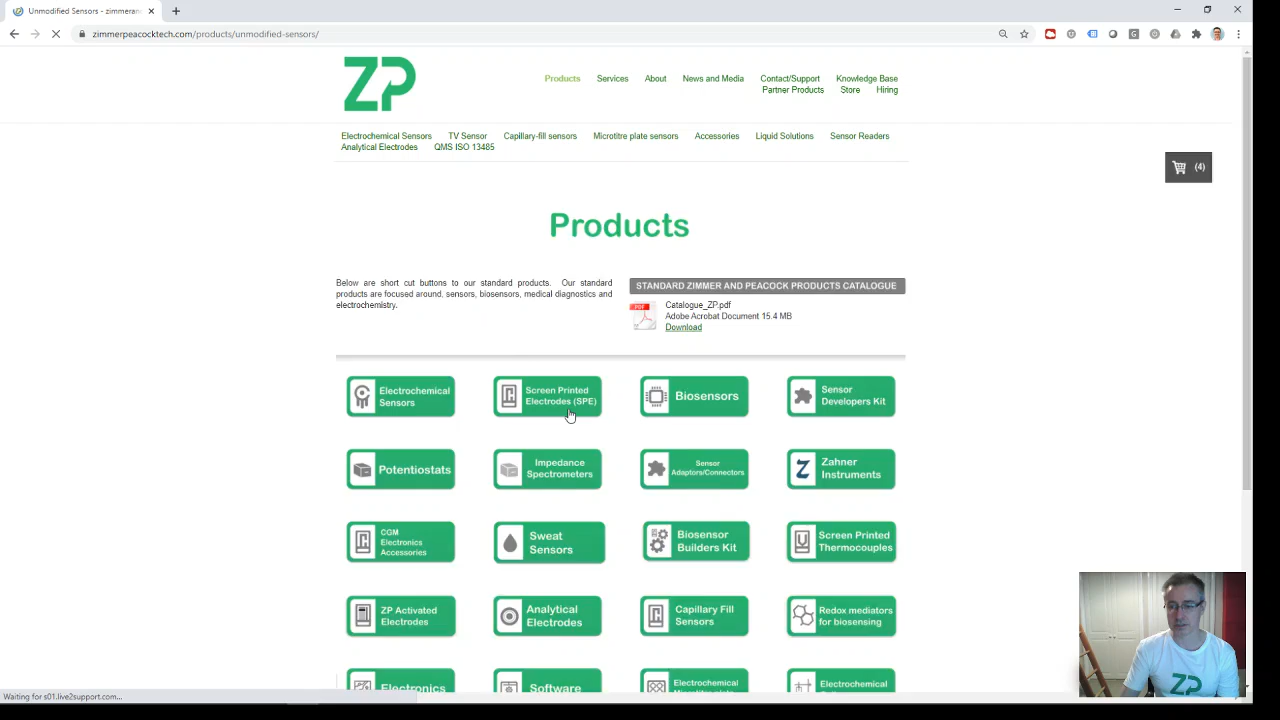 Unmodified Sensors - zimmeran
zimmerpeacocktech.com/products/unmodified-sensors/
ZP
Products Services About News and Media Contact/Support Knowledge Base
Partner Products Store Hiring
Electrochemical Sensors TV Sensor Capillary-fill sensors Microtitre plate sensors Accessories Liquid Solutions Sensor Readers
Analytical Electrodes QMS ISO 13485
(4)
Products
Below are short cut buttons to our standard products. Our standard
products are focused around, sensors, biosensors, medical diagnostics and
electrochemistry.
STANDARD ZIMMER AND PEACOCK PRODUCTS CATALOGUE
PDF
Catalogue_ZP.pdf
Adobe Acrobat Document 15.4 MB
Download
Electrochemical
Sensors
Screen Printed
Electrodes (SPE)
Biosensors
Sensor
Developers Kit
Potentiostats
Impedance
Spectrometers
Sensor
Adaptors/Connectors
Z
Zahner
Instruments
CGM
Electronics
Accessories
Sweat
Sensors
Biosensor
Builders Kit
Screen Printed
Thermocouples
ZP Activated
Electrodes
Analytical
Electrodes
Capillary Fill
Sensors
Redox mediators
for biosensing
Electronics
Software
Electrochemical
Electrochemical
Waiting for s01.live2support.com...
ZP